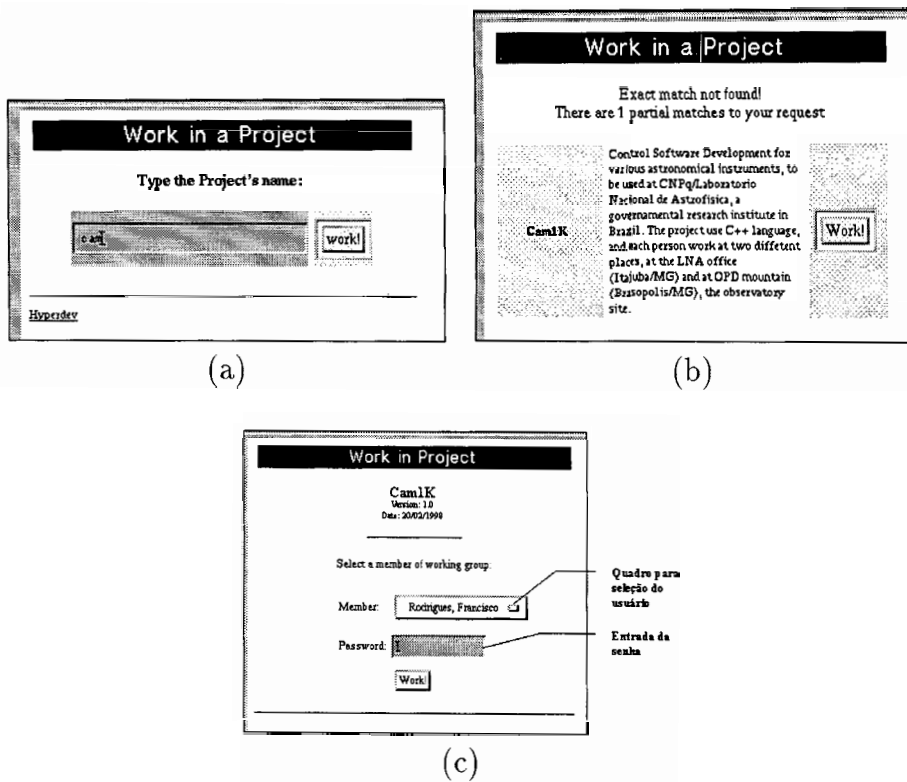 Work in a Project
Type the Project's name:
cam
work!
Hyperdev
(a)
Work in a Project
Exact match not found!
There are 1 partial matches to your request
Cam1K
Control Software Development for
various astronomical instruments, to
be used at CNPq/Laboratorio
Nacional de Astrofisica, a
governamental research institute in
Brazil. The project use C++ language,
and each person work at two different
places, at the LNA office
(Itajuba/MG) and at OPD mountain
(Brasopolis/MG), the observatory
site.
Work!
(b)
Work in Project
Cam1K
Version: 1.0
Data: 20/02/1998
Select a member of working group:
Member:
Rodrigues, Francisco
Password:
Work!
Quadro para
seleção do
usuário
Entrada da
senha
(c)